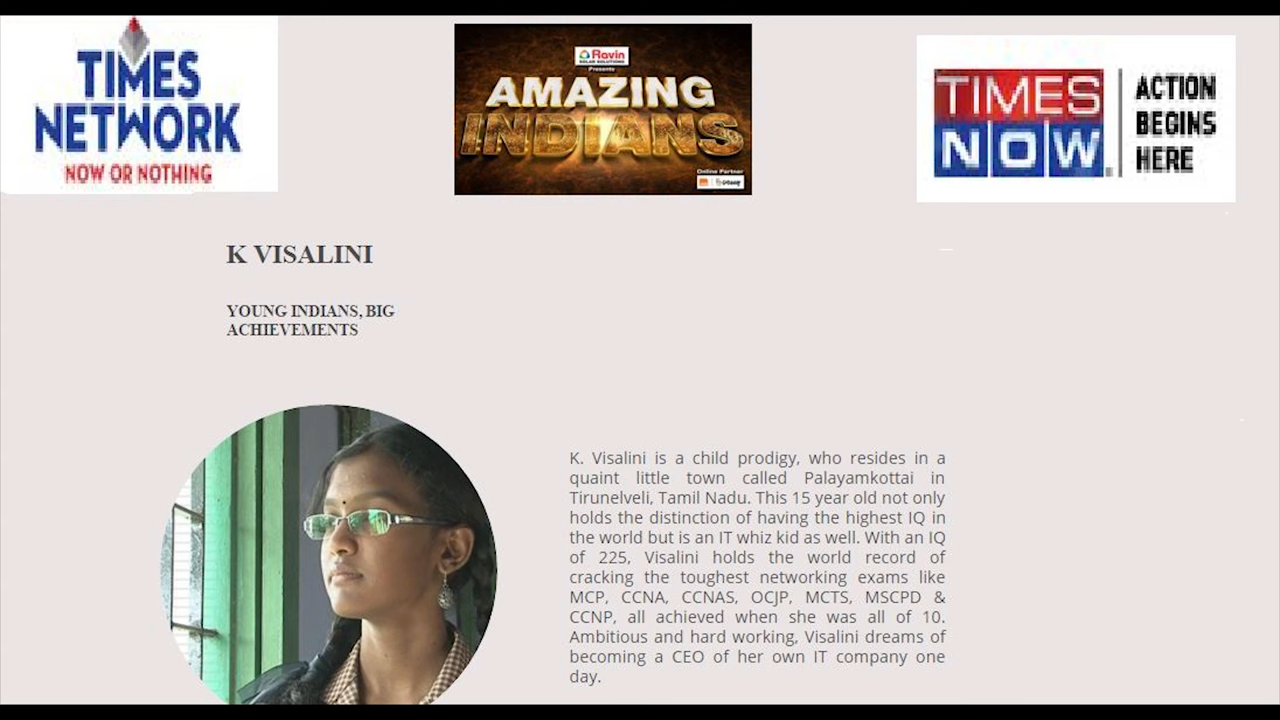 TIMES
NETWORK
NOW OR NOTHING
Rovin
SOLAR SOLUTIONS
Presents
AMAZING
INDIANS
Online Partner
TIMES
NOW
ACTION
BEGINS
HERE
K VISALINI
YOUNG INDIANS, BIG
ACHIEVEMENTS
K. Visalini is a child prodigy, who resides in a
quaint little town called Palayamkottai in
Tirunelveli, Tamil Nadu. This 15 year old not only
holds the distinction of having the highest IQ in
the world but is an IT whiz kid as well. With an IQ
of 225, Visalini holds the world record of
cracking the toughest networking exams like
MCP, CCNA, CCNAS, OCJP, MCTS, MSCPD &
CCNP, all achieved when she was all of 10.
Ambitious and hard working, Visalini dreams of
becoming a CEO of her own IT company one
day.